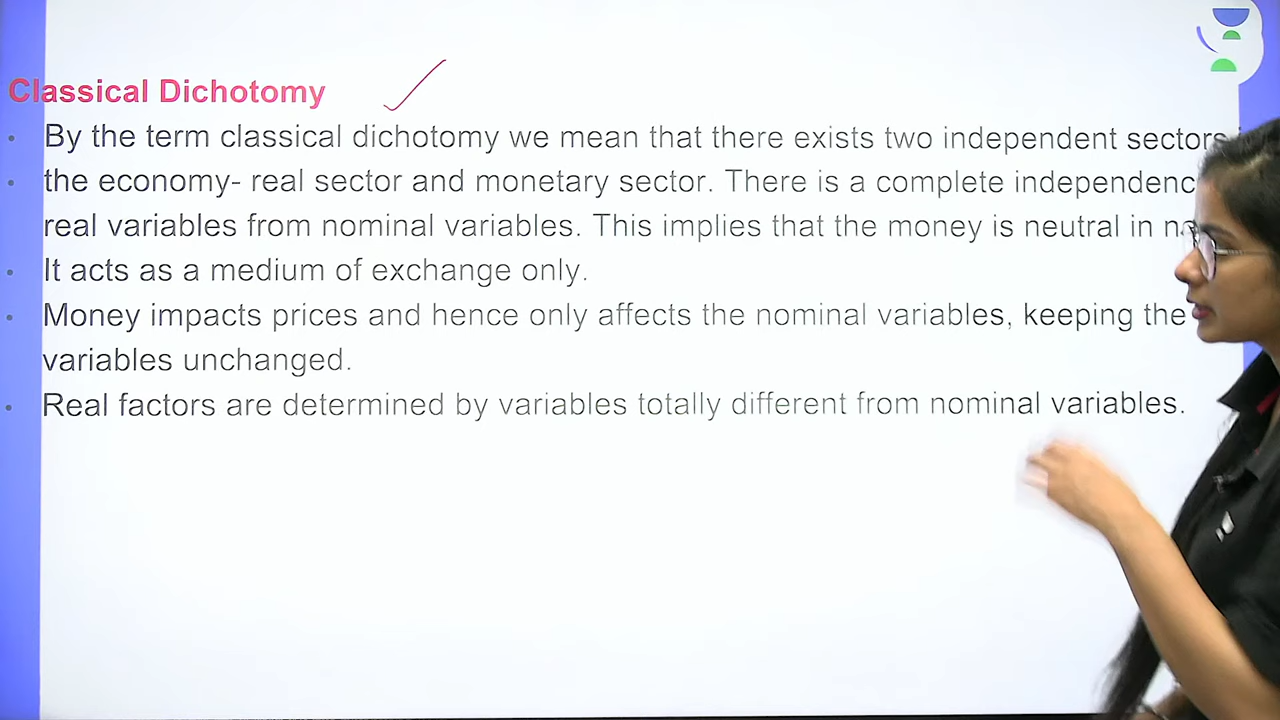 Classical Dichotomy
• By the term classical dichotomy we mean that there exists two independent sectors
• the economy- real sector and monetary sector. There is a complete
real variables from nominal variables. This implies that the money is neutral in
• It acts as a medium of exchange only.
• Money impacts prices and hence only affects the nominal variables, keeping the
variables unchanged.
• Real factors are determined by variables totally different from nominal variables.